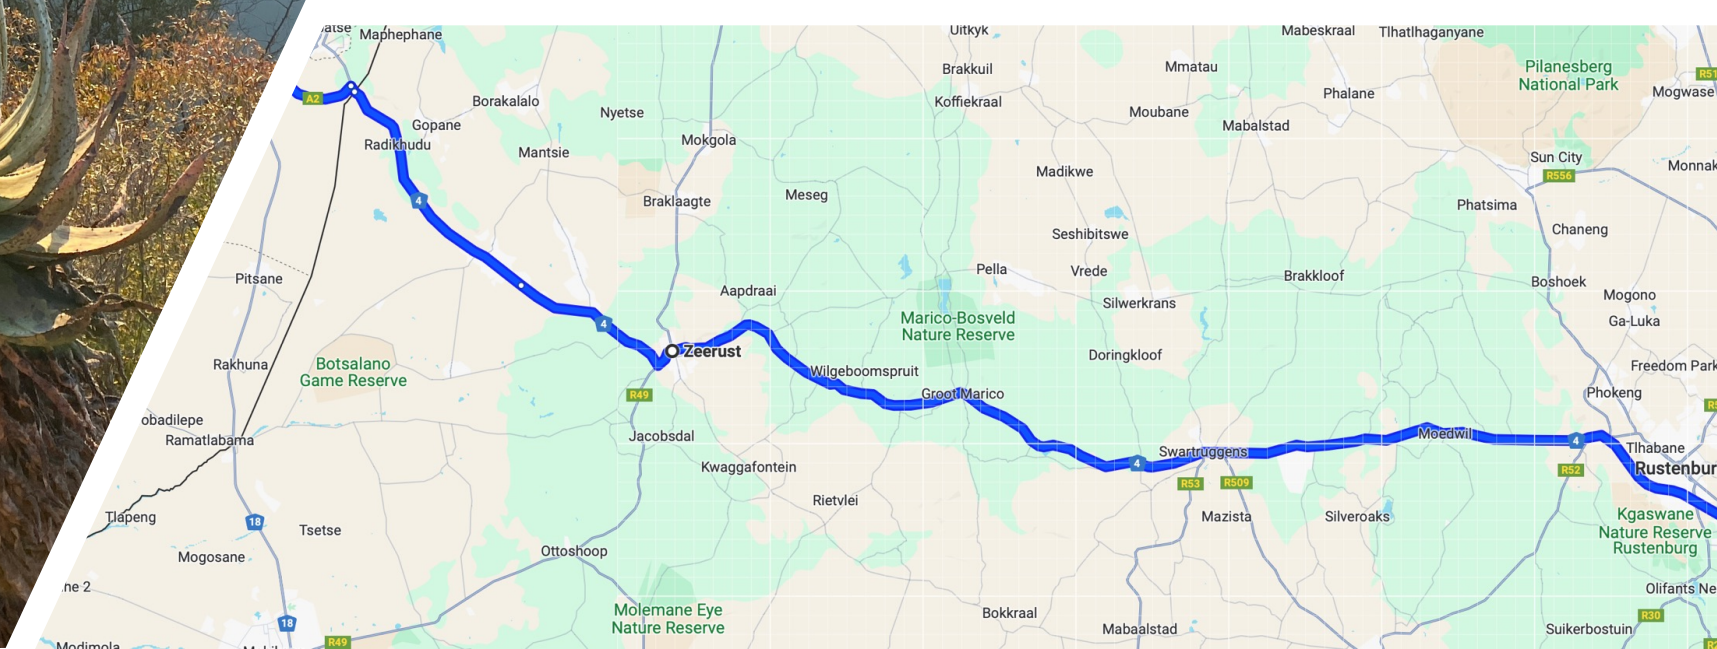 Maphephane
Uitkyk
Mabeskraal
Tlhatlhaganyane
Brakkuil
Mmatau
Pilanesberg
National Park
R51
Mogwase
A2
Borakalalo
Nyetse
Koffiekraal
Moubane
Phalane
Gopane
Mabalstad
Radikhudu
Mokgola
Mantsie
Sun City
Monnak
Madikwe
R556
4
Braklaagte
Meseg
Phatsima
Seshibitswe
Chaneng
Pitsane
Pella
Vrede
Brakkloof
Boshoek
Aapdraai
Silwerkrans
Mogono
Marico-Bosveld
Nature Reserve
Ga-Luka
4
Zeerust
Doringkloof
Rakhuna
Botsalano
Game Reserve
Wilgeboomspruit
Freedom Park
R49
Groot Marico
Phokeng
obadilepe
Ramatlabama
Jacobsdal
Moedwil
4
Tlhabane
Swartruggens
4
Kwaggafontein
Rustenbur
R53
R509
R52
Rietvlei
Tlapeng
18
Tsetse
Mazista
Silveroaks
Kgaswane
Nature Reserve
Rustenburg
Mogosane
Ottoshoop
ne 2
Olifants Ne
Molemane Eye
Nature Reserve
Bokkraal
R30
18
Mabaalstad
Suikerbostuin
R49
Modimola